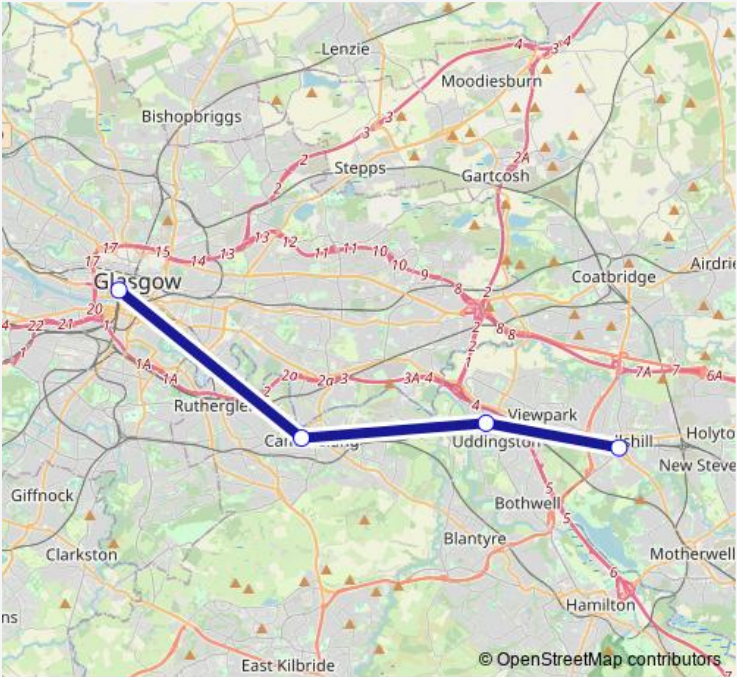 Lenzie
4
3 4
Moodiesburn
Bishopbriggs
3
3
2
2
Stepps
2A
Gartcosh
17
17
15
14
13
13
12
11
11
10
10
9
8
2
Coatbridge
Airdrie
Glasgow
20
21
22
4
1
1
8 8
2
2
1
7A
7
6A
1A
1A
2
2a
2a
3
3A
4
4
Rutherglen
Viewpark
Uddingston
Holyto
New Steve
Giffnock
Bothwell
5
5
Clarkston
Blantyre
Motherwell
6
Hamilton
ns
East Kilbride
7
© OpenStreetMap contributors